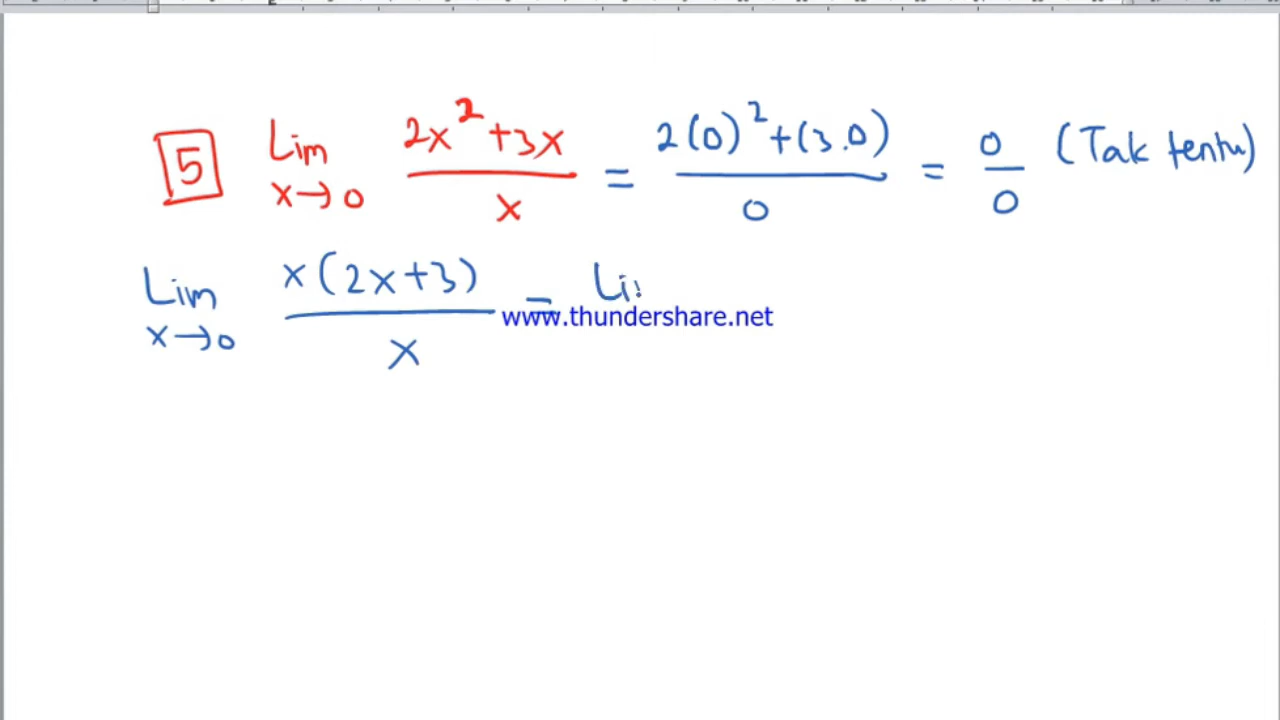 5 Lim x→0 (2x² + 3x)/x = (2(0)² + (3.0))/0 = 0/0 (Tak tentu)
Lim x→0 x(2x+3)/x = Li
www.thundershare.net